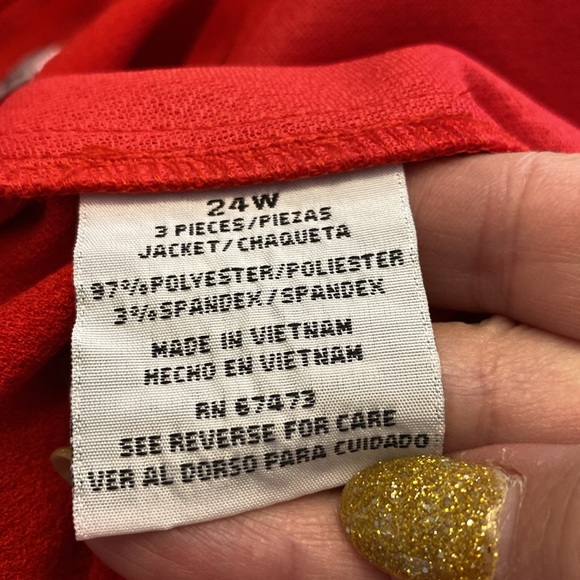 24W
3 PIECES/PIEZAS
JACKET/CHAQUETA
97%POLYESTER/POLIESTER
3%SPANDEX/SPANDEX
MADE IN VIETNAM
HECHO EN VIETNAM
RN 67473
SEE REVERSE FOR CARE
VER AL DORSO PARA CUIDADO